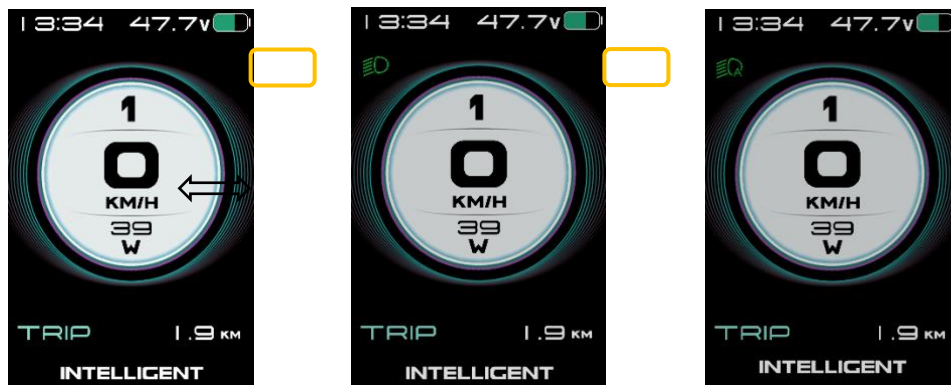 13:34 47.7V
1
0
KM/H
39
W
TRIP 1.9 KM
INTELLIGENT
13:34 47.7V
1
0
KM/H
39
W
TRIP 1.9 KM
INTELLIGENT
13:34 47.7V
A
1
0
KM/H
39
W
TRIP 1.9 KM
INTELLIGENT